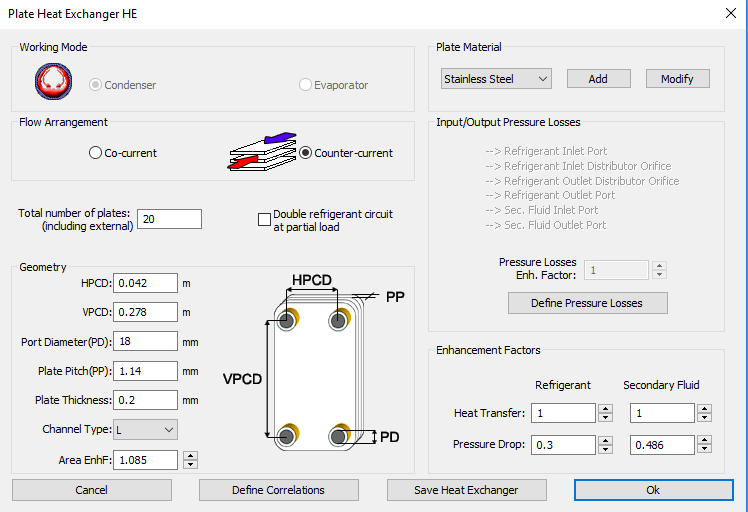 Plate Heat Exchanger HE
Working Mode
Condenser
Evaporator
Flow Arrangement
Co-current
Counter-current
Total number of plates:
(including external)
20
Double refrigerant circuit
at partial load
Geometry
HPCD: 0.042 m
VPCD: 0.278 m
Port Diameter(PD): 18 mm
Plate Pitch(PP): 1.14 mm
Plate Thickness: 0.2 mm
Channel Type: L
Area EnhF: 1.085
HPCD
PP
VPCD
PD
Plate Material
Stainless Steel
Add
Modify
Input/Output Pressure Losses
--> Refrigerant Inlet Port
--> Refrigerant Inlet Distributor Orifice
--> Refrigerant Outlet Distributor Orifice
--> Refrigerant Outlet Port
--> Sec. Fluid Inlet Port
--> Sec. Fluid Outlet Port
Pressure Losses
Enh. Factor:
1
Define Pressure Losses
Enhancement Factors
Refrigerant Secondary Fluid
Heat Transfer: 1 1
Pressure Drop: 0.3 0.486
Cancel
Define Correlations
Save Heat Exchanger
Ok